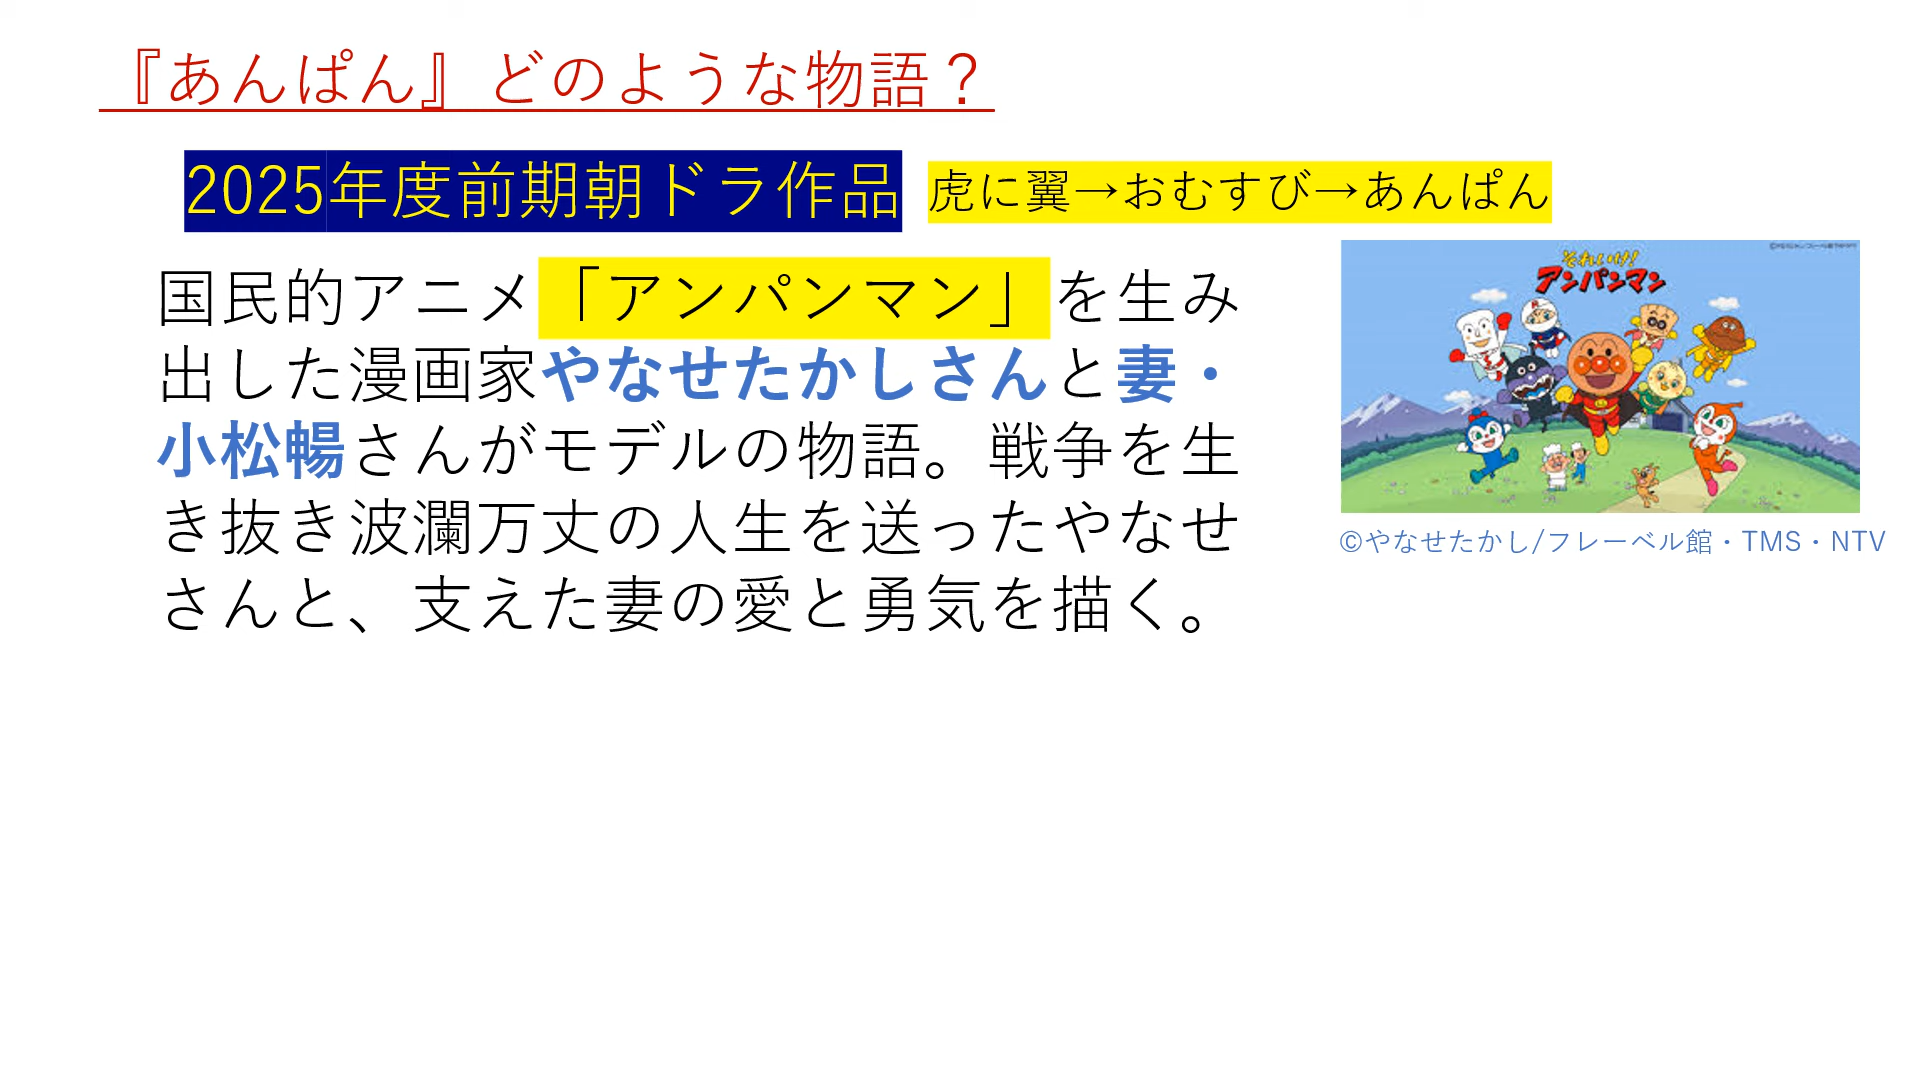 『あんぱん』どのような物語？
2025年度前期朝ドラ作品
虎に翼→おむすび→あんぱん
国民的アニメ「アンパンマン」を生み
出した漫画家やなせたかしさんと妻・
小松暢さんがモデルの物語。戦争を生
き抜き波瀾万丈の人生を送ったやなせ
さんと、支えた妻の愛と勇気を描く。
それいけ!
アンパンマン
©やなせたかし/フレーベル館・TMS・NTV